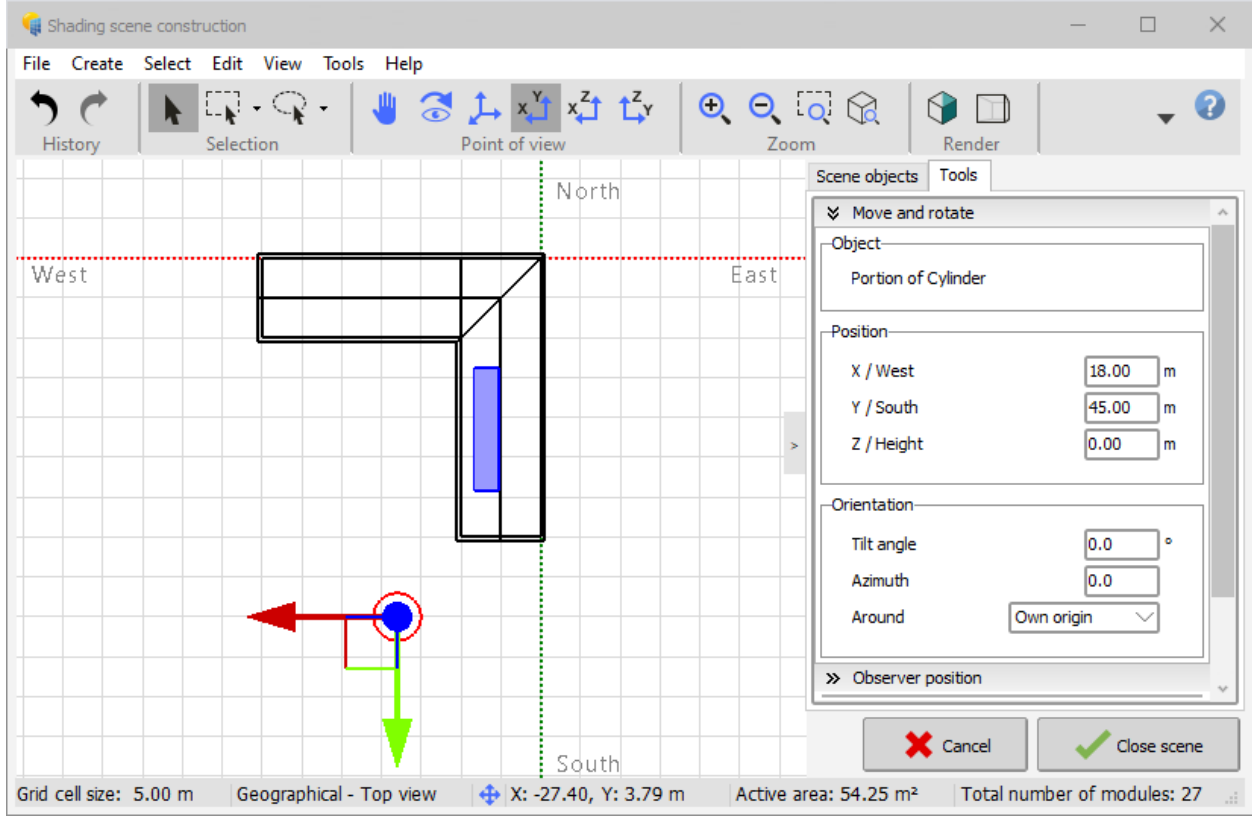 Shading scene construction
File Create Select Edit View Tools Help
X Y X Z Z Y
?
History Selection Point of view Zoom Render
North
West East
South
Scene objects Tools
Move and rotate
Object
Portion of Cylinder
Position
X / West 18.00 m
Y / South 45.00 m
Z / Height 0.00 m
>
Orientation
Tilt angle 0.0 °
Azimuth 0.0
Around Own origin
Observer position
Cancel Close scene
Grid cell size: 5.00 m Geographical - Top view X: -27.40, Y: 3.79 m Active area: 54.25 m² Total number of modules: 27